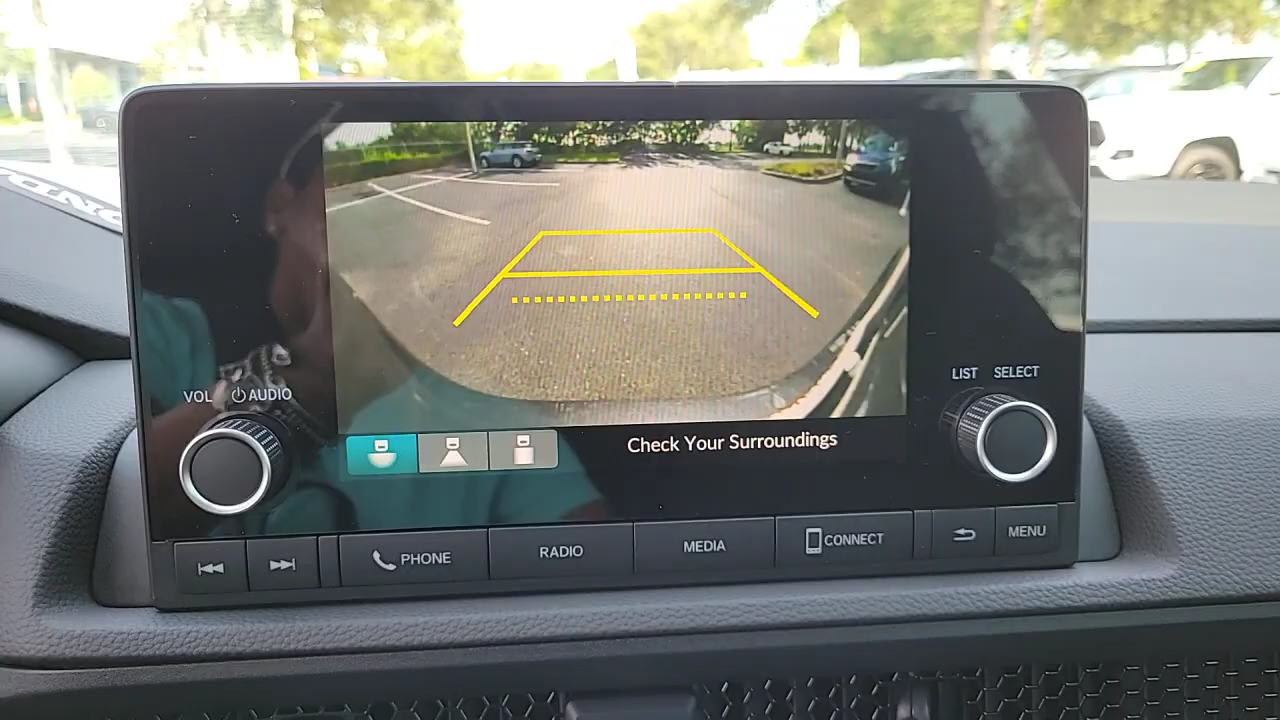 VOL AUDIO
LIST SELECT
Check Your Surroundings
PHONE
RADIO
MEDIA
CONNECT
MENU